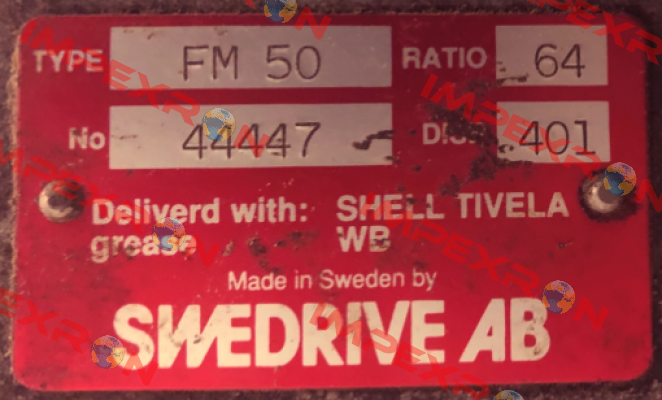 TYPE FM 50 RATIO 64
No 44447 401
Deliverd with: SHELL TIVELA
grease WB
Made in Sweden by
SWEDRIVE AB
IMPEXRON